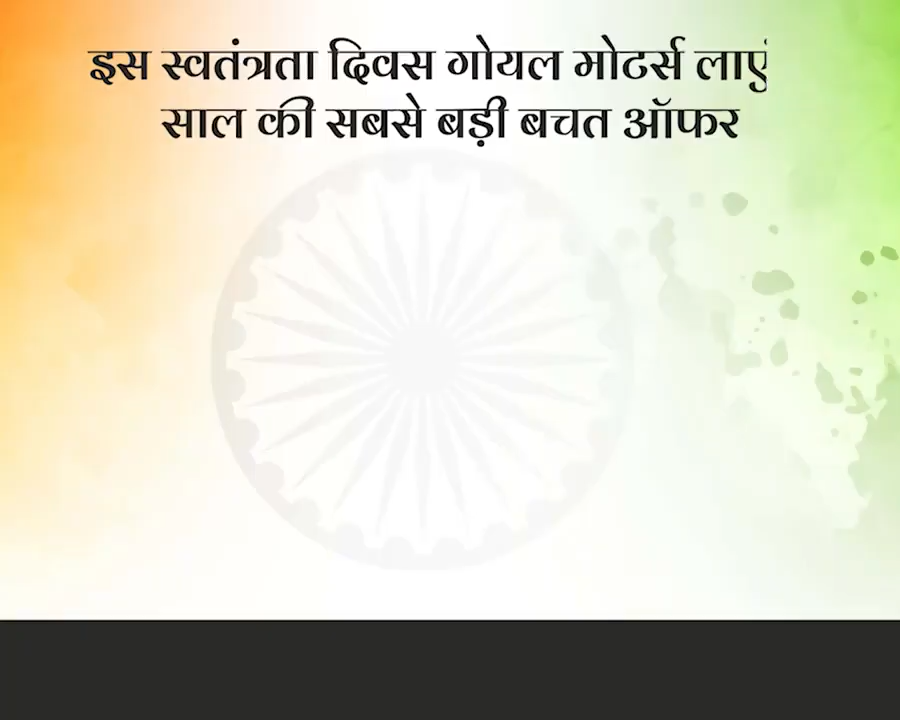 इस स्वतंत्रता दिवस गोयल मोटर्स लाएं
साल की सबसे बड़ी बचत ऑफर